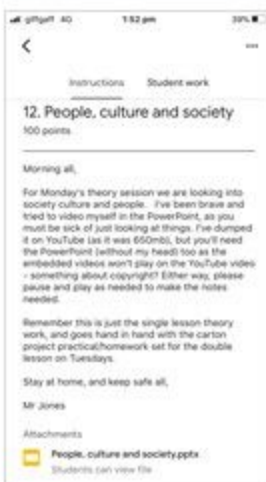 giffgaff 4G 1:52 pm 39%
Instructions Student work
12. People, culture and society
100 points
Morning all,
For Monday's theory session we are looking into
society culture and people. I've been brave and
tried to video myself in the PowerPoint, as you
must be sick of just looking at things. I've dumped
it on YouTube (as it was 650mb), but you'll need
the PowerPoint (without my head) too as the
embedded videos won't play on the YouTube video
- something about copyright? Either way, please
pause and play as needed to make the notes
needed.
Remember this is just the single lesson theory
work, and goes hand in hand with the carton
project practical/homework set for the double
lesson on Tuesdays.
Stay at home, and keep safe all,
Mr Jones
Attachments
People, culture and society.pptx
Students can view file